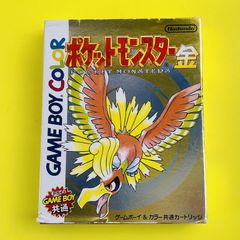 Nintendo
ポケットモンスター金
POCKET MONSTERS
GAME BOY COLOR
GAME BOY
共通
ゲームボーイ&カラー共通カートリッジ